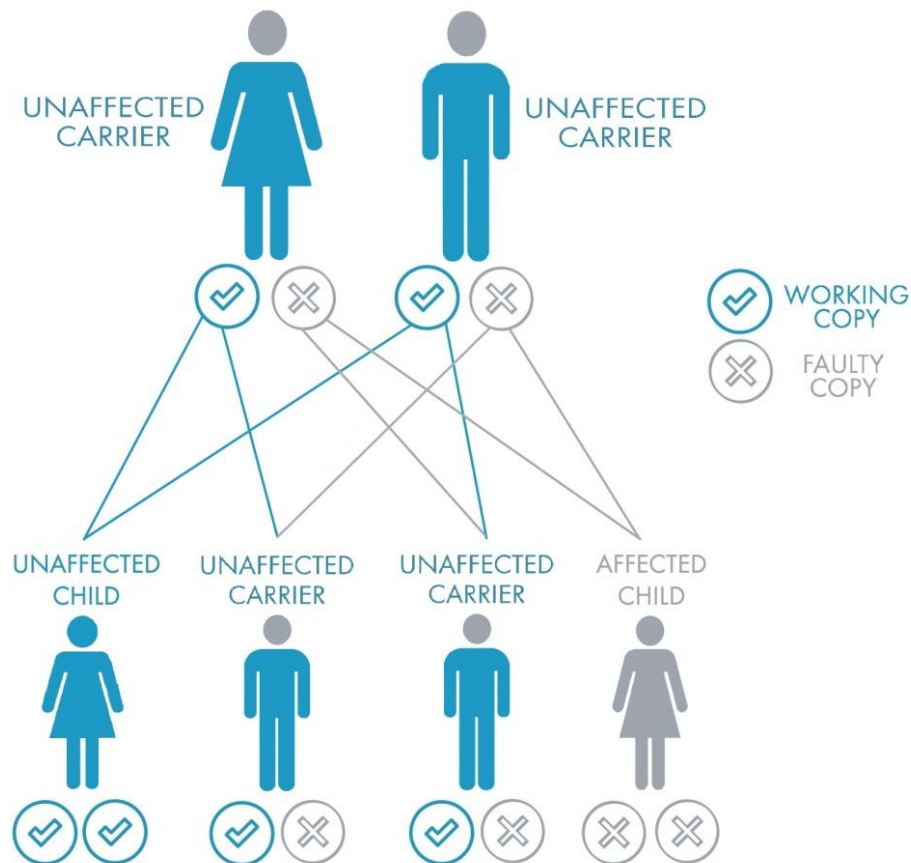 UNAFFECTED
CARRIER
UNAFFECTED
CARRIER
WORKING
COPY
FAULTY
COPY
UNAFFECTED
CHILD
UNAFFECTED
CARRIER
UNAFFECTED
CARRIER
AFFECTED
CHILD